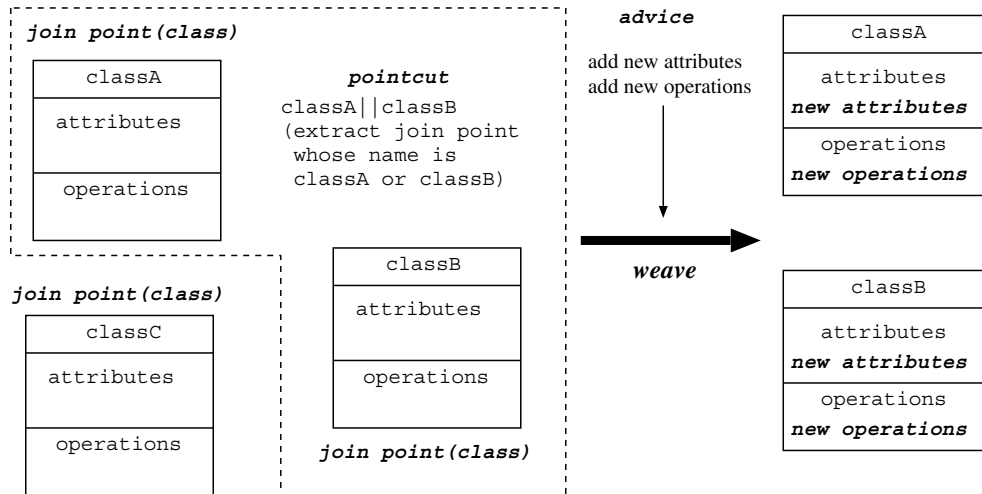 join point(class)
classA
attributes
operations
pointcut
classA||classB
(extract join point
whose name is
classA or classB)
join point(class)
classC
attributes
operations
classB
attributes
operations
join point(class)
advice
add new attributes
add new operations
weave
classA
attributes
new attributes
operations
new operations
classB
attributes
new attributes
operations
new operations